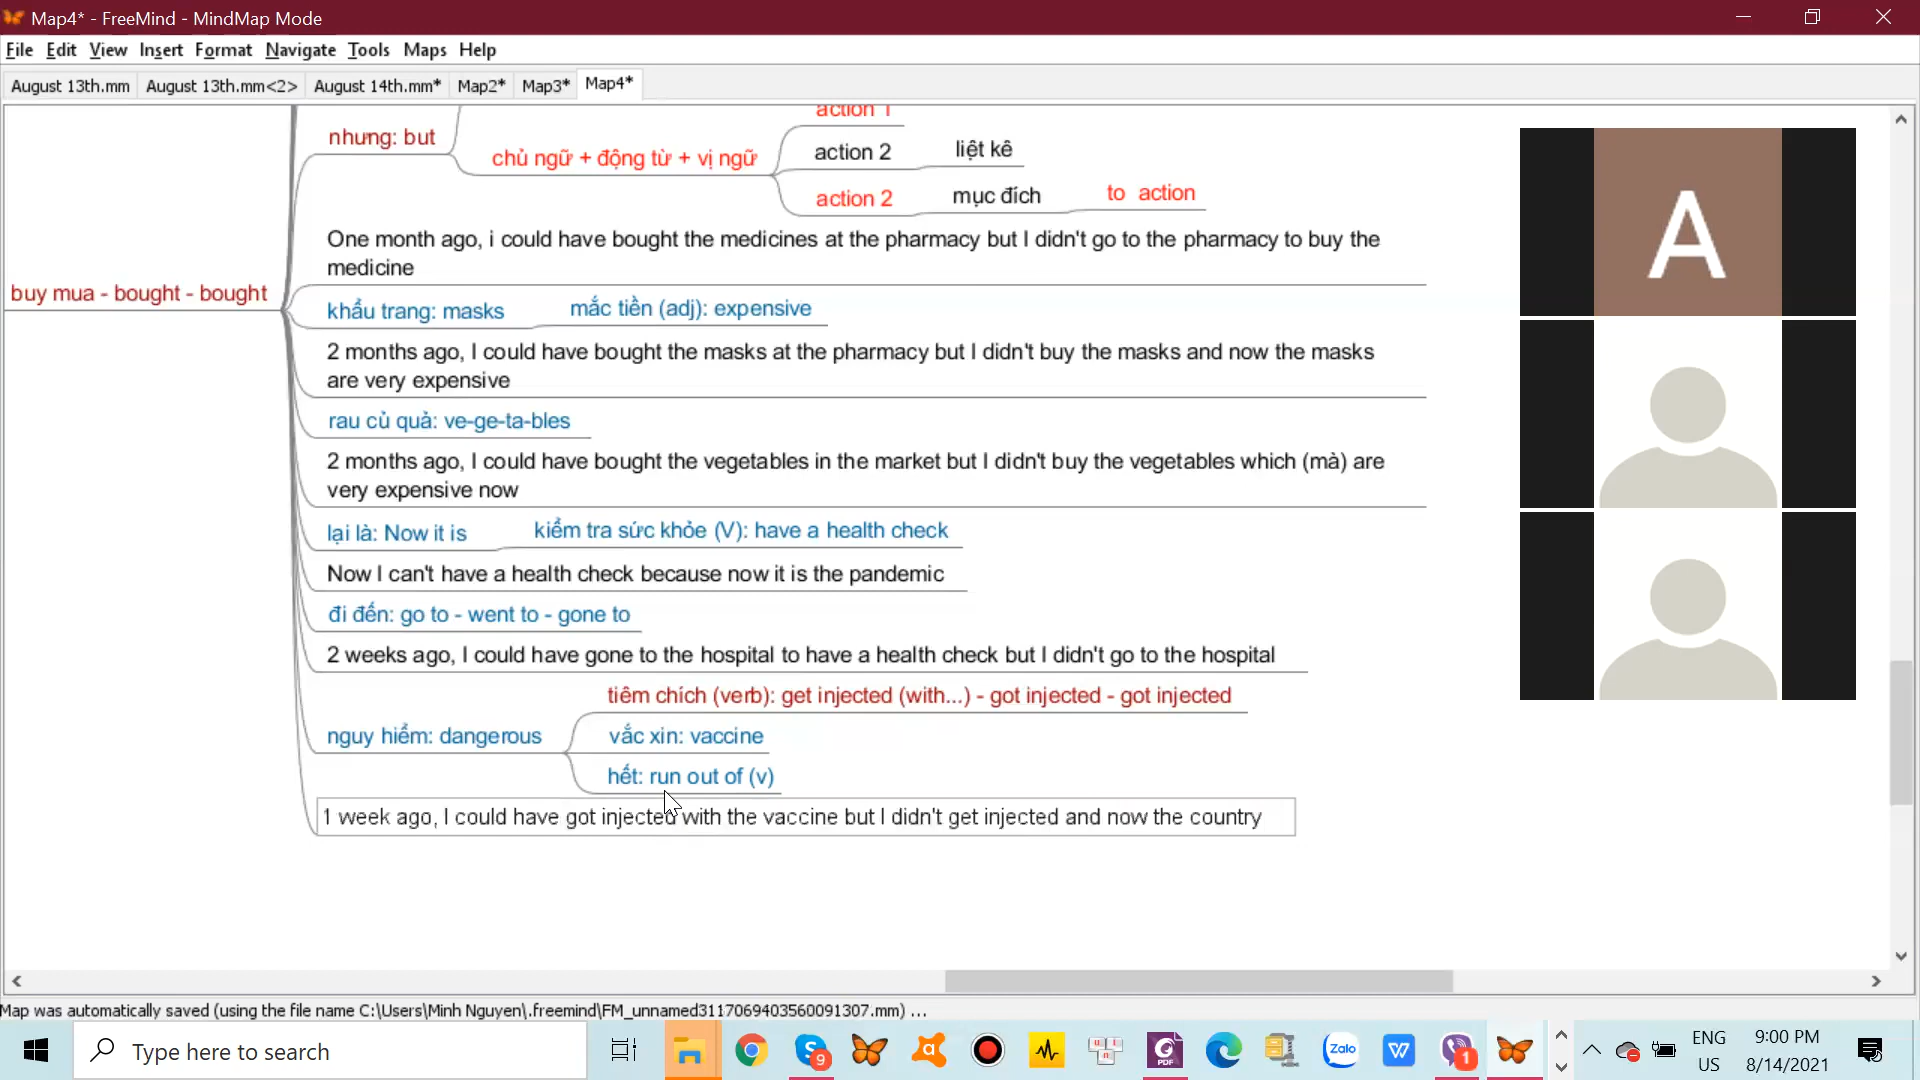 Map4* - FreeMind - MindMap Mode
File Edit View Insert Format Navigate Tools Maps Help
August 13th.mm August 13th.mm<2> August 14th.mm* Map2* Map3* Map4*
action 1
nhưng: but
chủ ngữ + động từ + vị ngữ
action 2 liệt kê
action 2 mục đích to action
One month ago, i could have bought the medicines at the pharmacy but I didn't go to the pharmacy to buy the
medicine
buy mua - bought - bought
khẩu trang: masks mắc tiền (adj): expensive
2 months ago, I could have bought the masks at the pharmacy but I didn't buy the masks and now the masks
are very expensive
rau củ quả: ve-ge-ta-bles
2 months ago, I could have bought the vegetables in the market but I didn't buy the vegetables which (mà) are
very expensive now
lại là: Now it is kiểm tra sức khỏe (V): have a health check
Now I can't have a health check because now it is the pandemic
đi đến: go to - went to - gone to
2 weeks ago, I could have gone to the hospital to have a health check but I didn't go to the hospital
tiêm chích (verb): get injected (with...) - got injected - got injected
nguy hiểm: dangerous
vắc xin: vaccine
hết: run out of (v)
1 week ago, I could have got injected with the vaccine but I didn't get injected and now the country
A
Map was automatically saved (using the file name C:\Users\Minh Nguyen\.freemind\FM_unnamed3117069403560091307.mm) ...
Type here to search
9
a
u i n
PDF
Zalo
W
1
ENG
US
9:00 PM
8/14/2021